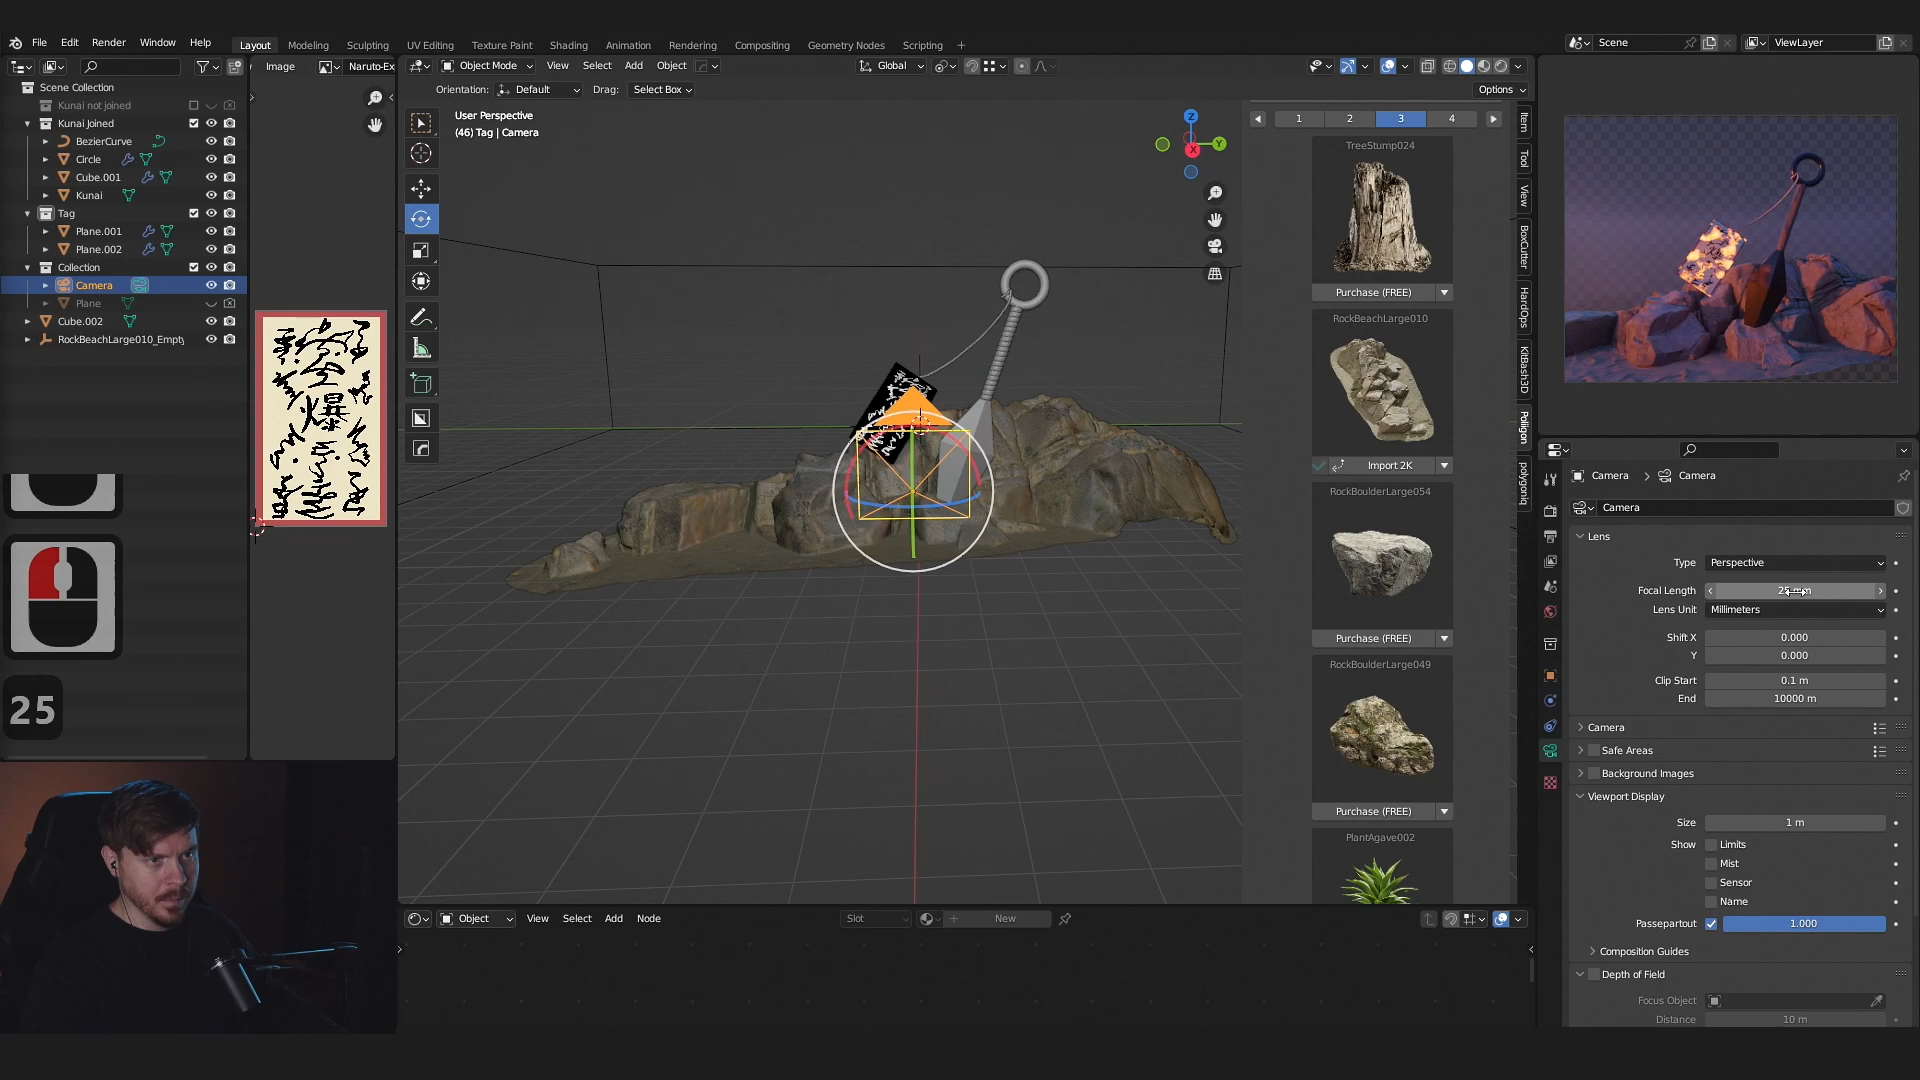 File Edit Render Window Help
Layout Modeling Sculpting UV Editing Texture Paint Shading Animation Rendering Compositing Geometry Nodes Scripting +
Scene
ViewLayer
Image
Naruto-Ex
Object Mode View Select Add Object
Global
Orientation: Default Drag: Select Box
Options
Scene Collection
Kunai not joined
Kunai Joined
BezierCurve
Circle
Cube.001
Kunai
Tag
Plane.001
Plane.002
Collection
Camera
Plane
Cube.002
RockBeachLarge010_Empty
爆
25
User Perspective
(46) Tag | Camera
Z
Y
X
1 2 3 4
TreeStump024
Purchase (FREE)
RockBeachLarge010
Import 2K
RockBoulderLarge054
Purchase (FREE)
RockBoulderLarge049
Purchase (FREE)
PlantAgave002
Item
Tool
View
BoxCutter
HardOps
KitBash3D
Poliigon
polygoniq
Object View Select Add Node
Slot
New
Camera Camera
Camera
Lens
Type Perspective
Focal Length
Lens Unit Millimeters
Shift X 0.000
Y 0.000
Clip Start 0.1 m
End 10000 m
Camera
Safe Areas
Background Images
Viewport Display
Size 1 m
Show Limits
Mist
Sensor
Name
Passepartout 1.000
Composition Guides
Depth of Field
Focus Object
Distance 10 m